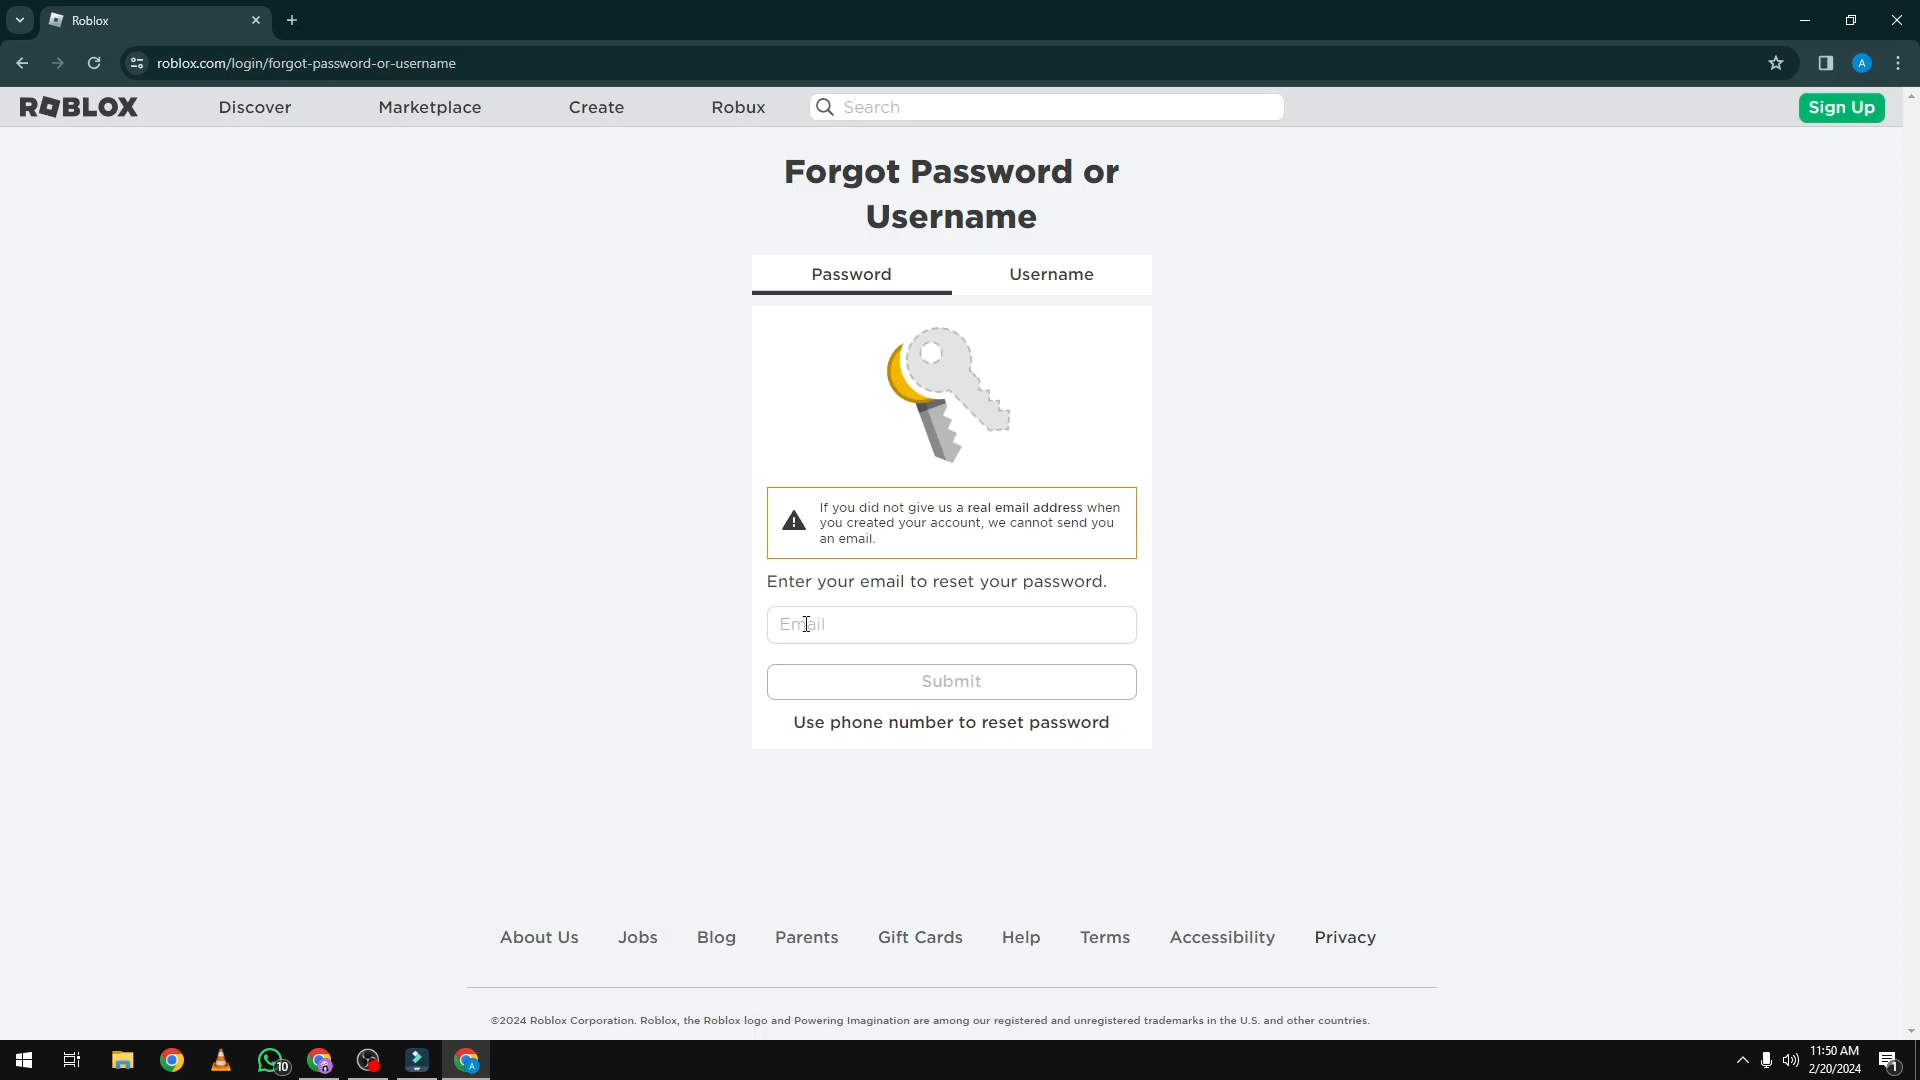 Roblox
roblox.com/login/forgot-password-or-username
A
ROBLOX
Discover
Marketplace
Create
Robux
Search
Sign Up
Forgot Password or
Username
Password
Username
If you did not give us a real email address when
you created your account, we cannot send you
an email.
Enter your email to reset your password.
Email
Submit
Use phone number to reset password
About Us
Jobs
Blog
Parents
Gift Cards
Help
Terms
Accessibility
Privacy
©2024 Roblox Corporation. Roblox, the Roblox logo and Powering Imagination are among our registered and unregistered trademarks in the U.S. and other countries.
10
A
11:50 AM
2/20/2024
1